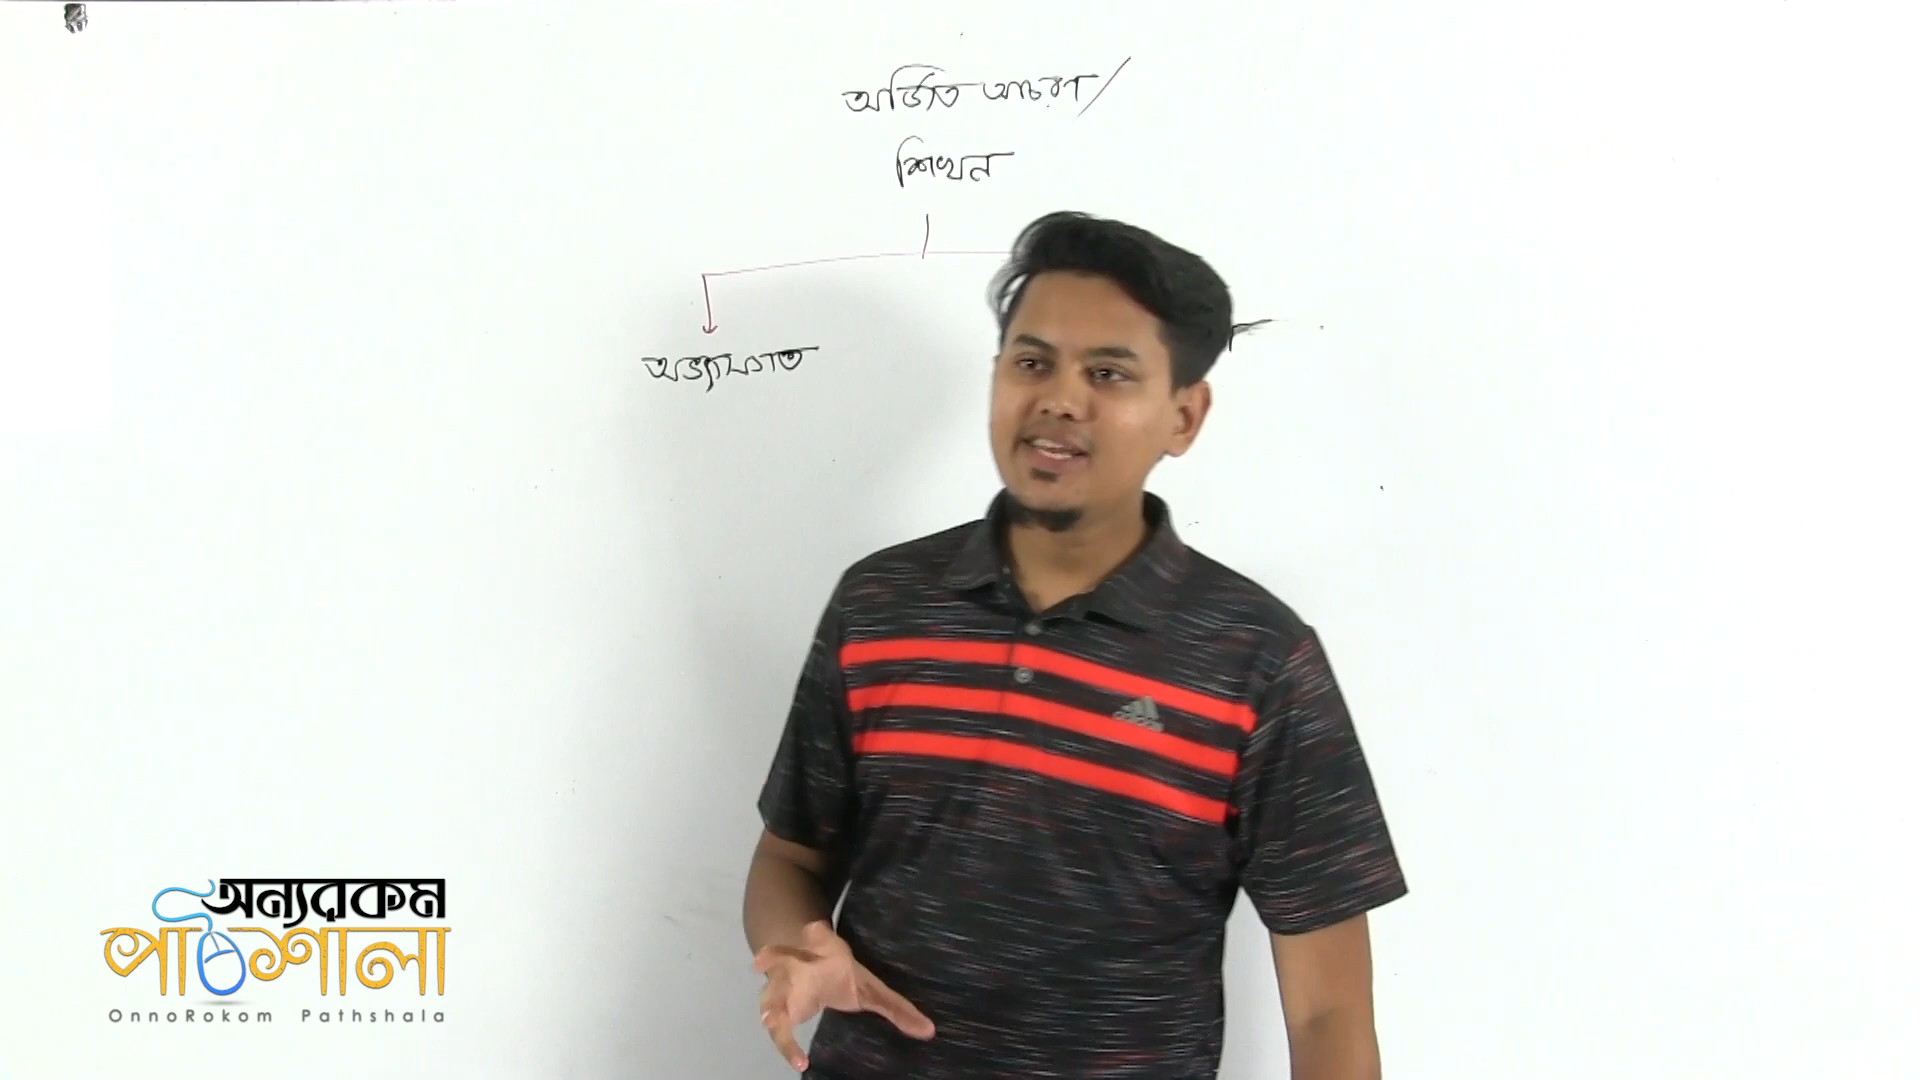 অর্জিত আচরণ/
শিখন
অভ্যাসগত
অন্যরকম
পাঠশালা
OnnoRokom Pathshala